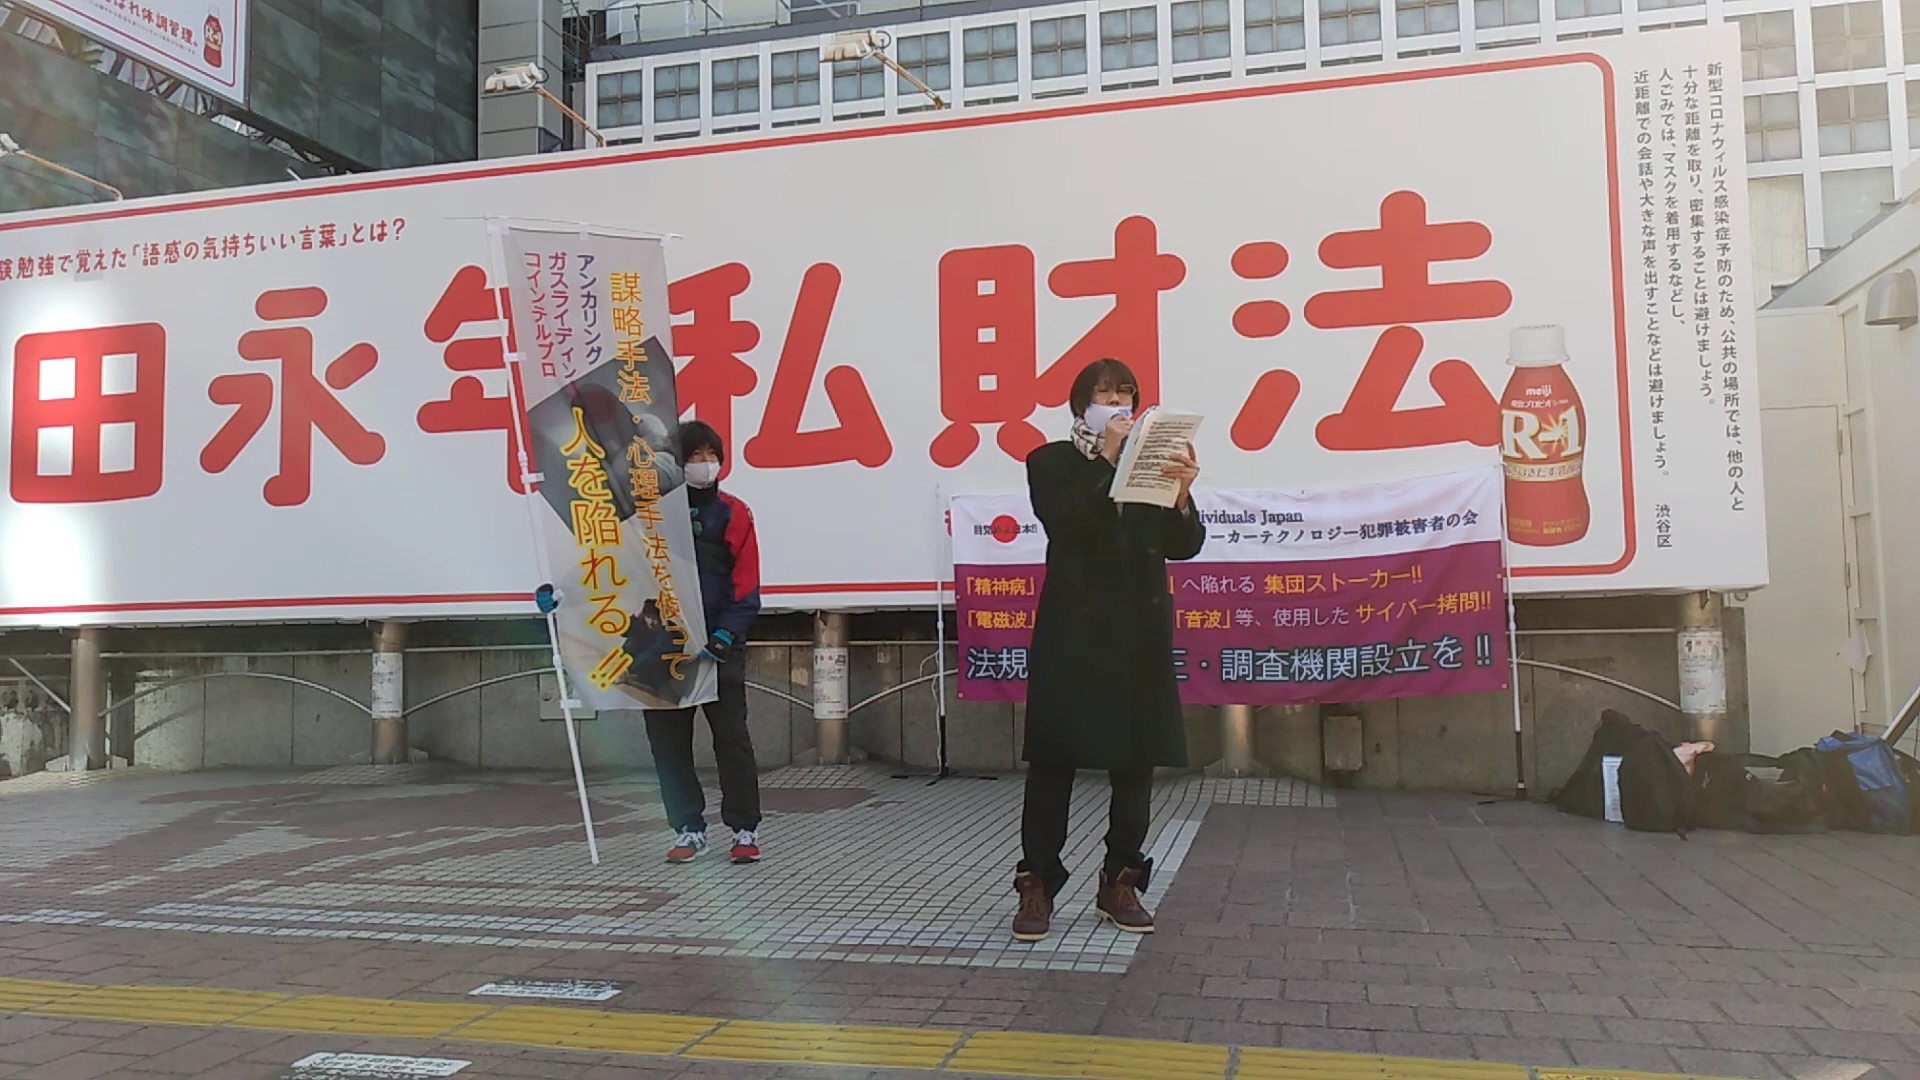 ばれ体調管理。
験勉強で覚えた「語感の気持ちいい言葉」とは?
田永年私財法
新型コロナウィルス感染症予防のため、公共の場所では、他の人と
十分な距離を取り、密集することは避けましょう。
人ごみでは、マスクを着用するなどし、
近距離での会話や大きな声を出すことなどは避けましょう。
渋谷区
meiji
R-1
謀略手法・心理手法を使って
アンカリング
ガスライティン
コインテルプロ
人を陥れる!!
ividuals Japan
ーカーテクノロジー犯罪被害者の会
「精神病」 へ陥れる 集団ストーカー!!
「電磁波」 「音波」等、使用した サイバー拷問!!
法規 ・調査機関設立を!!